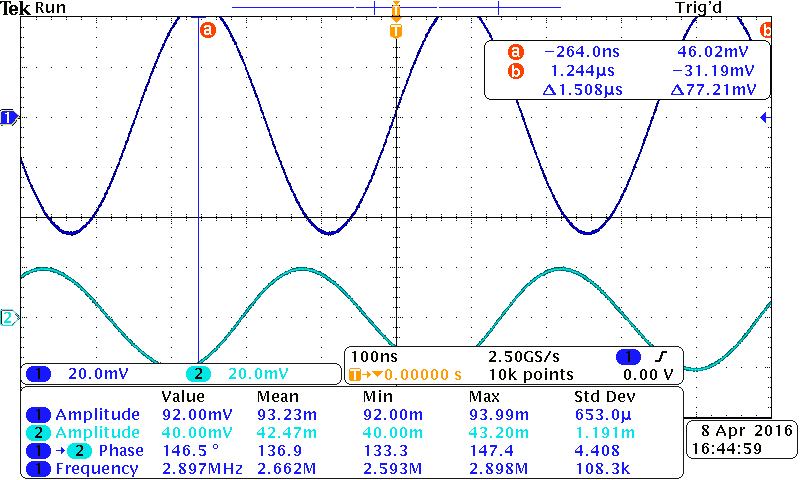 Tek Run Trig'd
T
a b
T
a −264.0ns 46.02mV
b 1.244µs −31.19mV
Δ1.508µs Δ77.21mV
1
2
1 20.0mV 2 20.0mV
100ns 2.50GS/s 1
T→▼0.00000 s 10k points 0.00 V
Value Mean Min Max Std Dev
1 Amplitude 92.00mV 93.23m 92.00m 93.99m 653.0µ
2 Amplitude 40.00mV 42.47m 40.00m 43.20m 1.191m
1 → 2 Phase 146.5 ° 136.9 133.3 147.4 4.408
1 Frequency 2.897MHz 2.662M 2.593M 2.898M 108.3k
8 Apr 2016
16:44:59